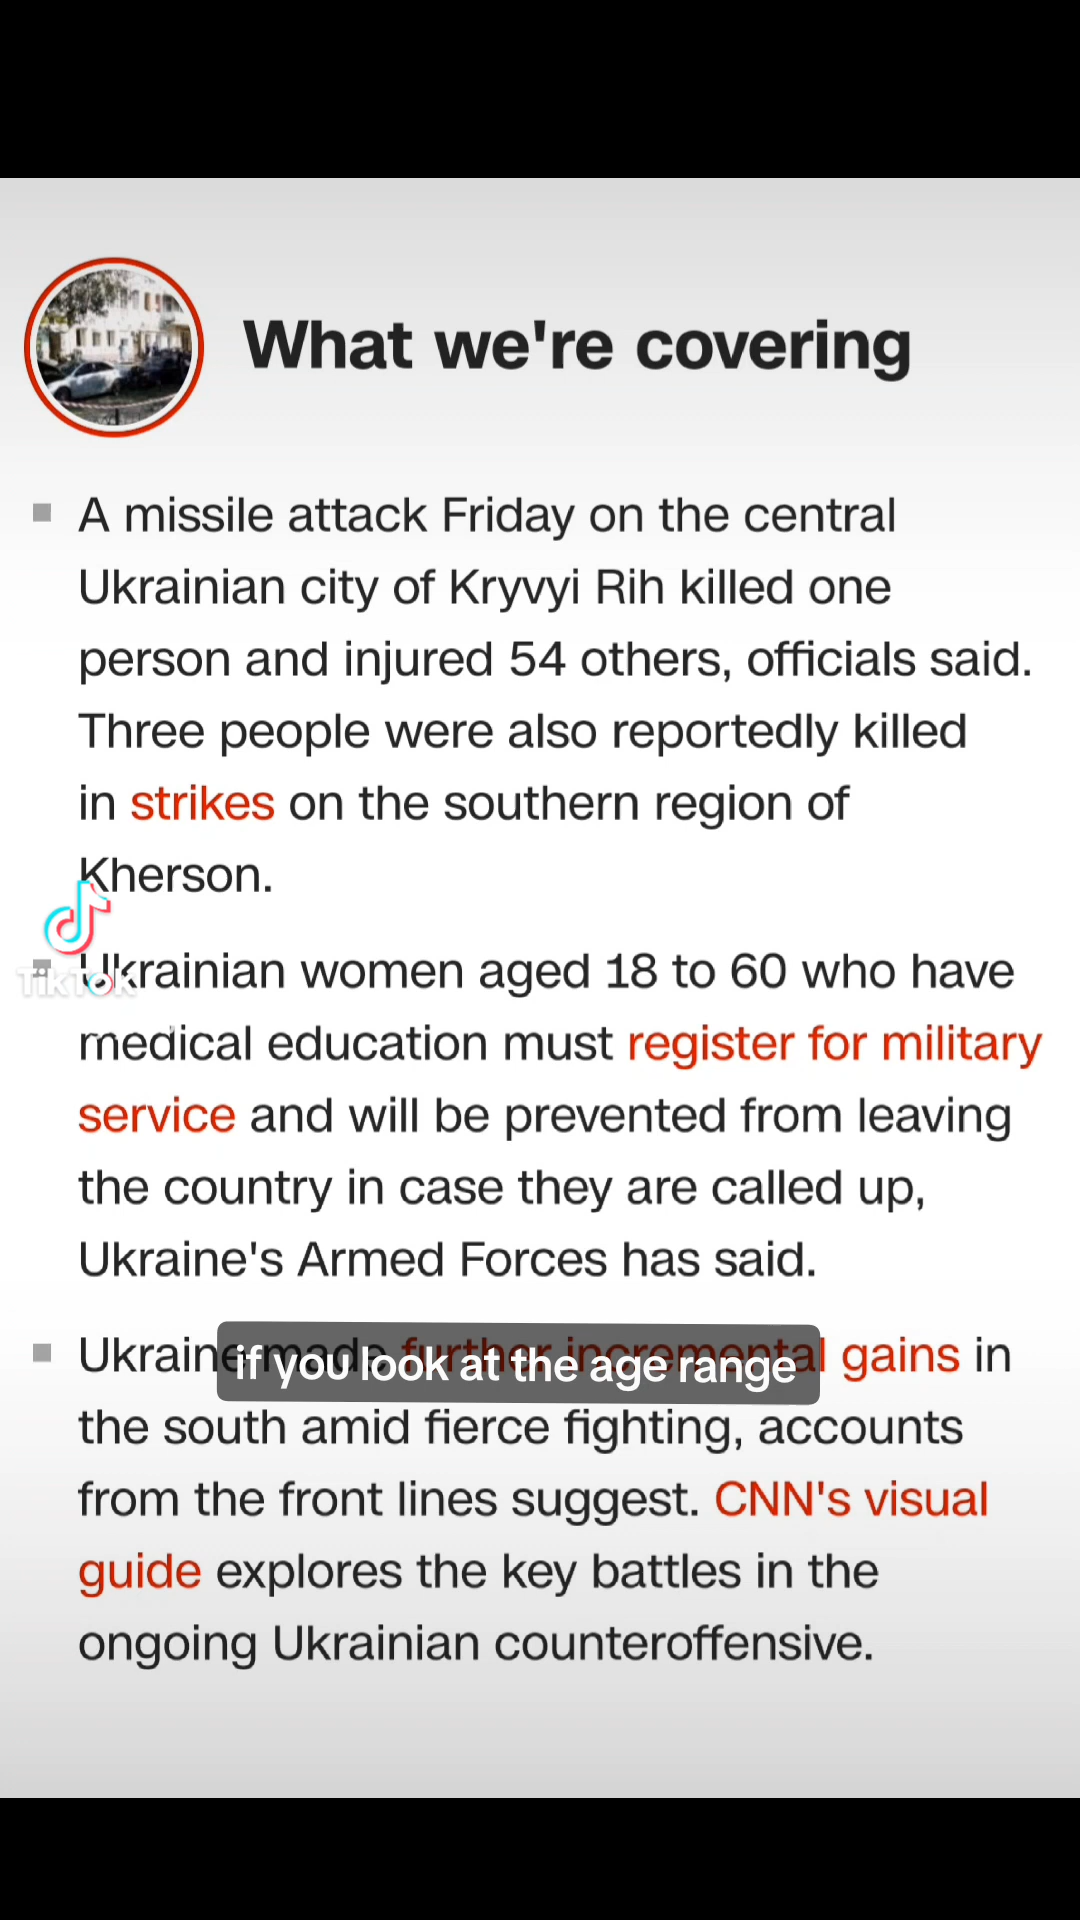 What we're covering
A missile attack Friday on the central
Ukrainian city of Kryvyi Rih killed one
person and injured 54 others, officials said.
Three people were also reportedly killed
in strikes on the southern region of
Kherson.
TikTok
Ukrainian women aged 18 to 60 who have
medical education must register for military
service and will be prevented from leaving
the country in case they are called up,
Ukraine's Armed Forces has said.
Ukraine made further incremental gains in
if you look at the age range
the south amid fierce fighting, accounts
from the front lines suggest. CNN's visual
guide explores the key battles in the
ongoing Ukrainian counteroffensive.